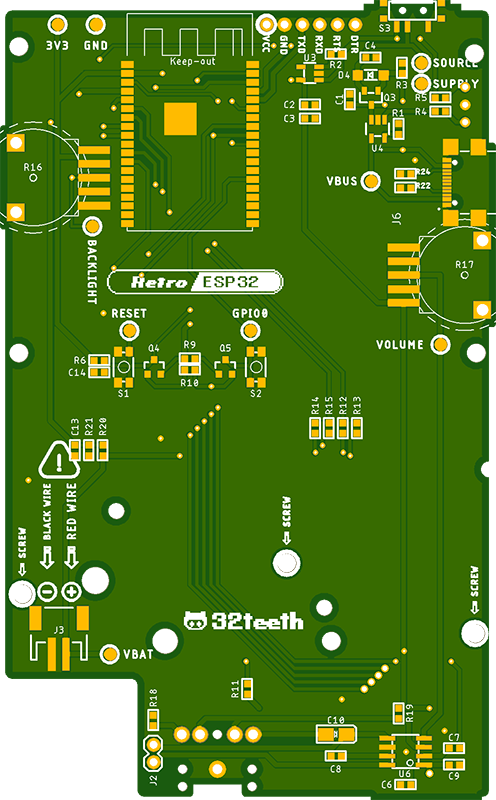 3V3
GND
Keep-out
VCC
GND
TXD
RXD
RTS
DTR
S3
U3
R2
C4
D4
R3
SOURCE
SUPPLY
C2
C3
C1
Q3
R5
R4
R1
U4
R16
VBUS
R24
R22
J6
BACKLIGHT
R17
Retro ESP32
RESET
GPIO0
VOLUME
R6
C14
S1
Q4
R9
R10
Q5
S2
C13
R21
R20
R14
R15
R12
R13
SCREW
BLACK WIRE
RED WIRE
SCREW
SCREW
J3
VBAT
32teeth
R11
R18
J2
C10
C8
R19
U6
C7
C9
C6